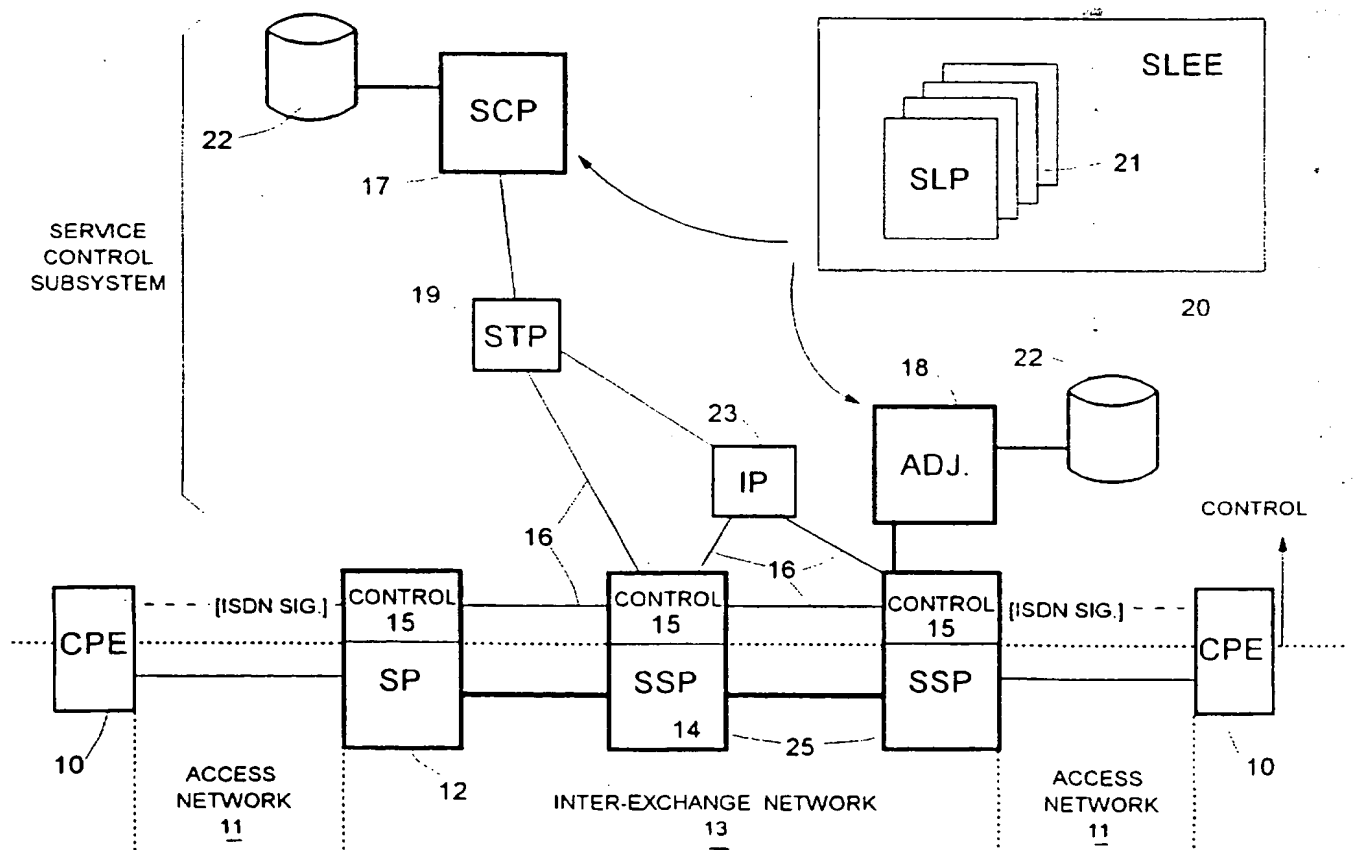 SLEE
SCP
22
17
SLP
21
SERVICE
CONTROL
SUBSYSTEM
19
STP
20
18
22
23
ADJ.
IP
CONTROL
16
16
CPE
[ISDN SIG.]
CONTROL
15
CONTROL
15
CONTROL
15
[ISDN SIG.]
CPE
SP
SSP
SSP
14
25
10
12
10
ACCESS
NETWORK
11
INTER-EXCHANGE NETWORK
13
ACCESS
NETWORK
11